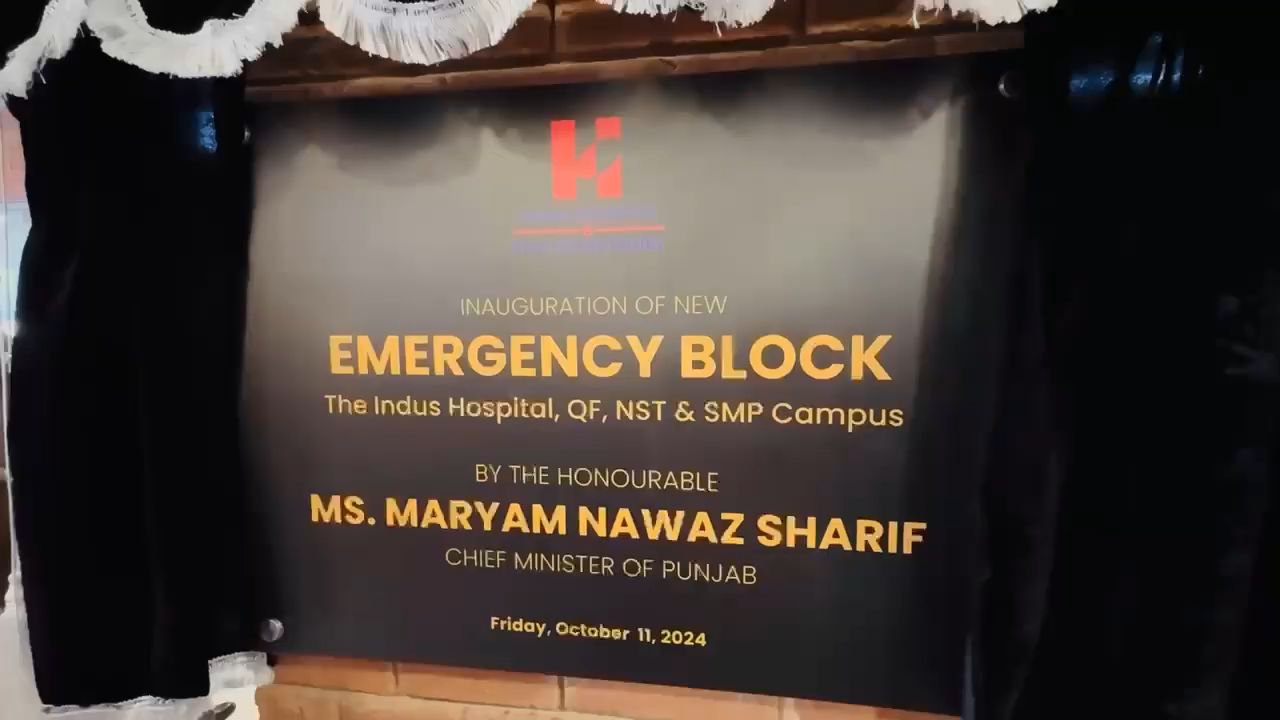 INAUGURATION OF NEW
EMERGENCY BLOCK
The Indus Hospital, QF, NST & SMP Campus
BY THE HONOURABLE
MS. MARYAM NAWAZ SHARIF
CHIEF MINISTER OF PUNJAB
Friday, October 11, 2024